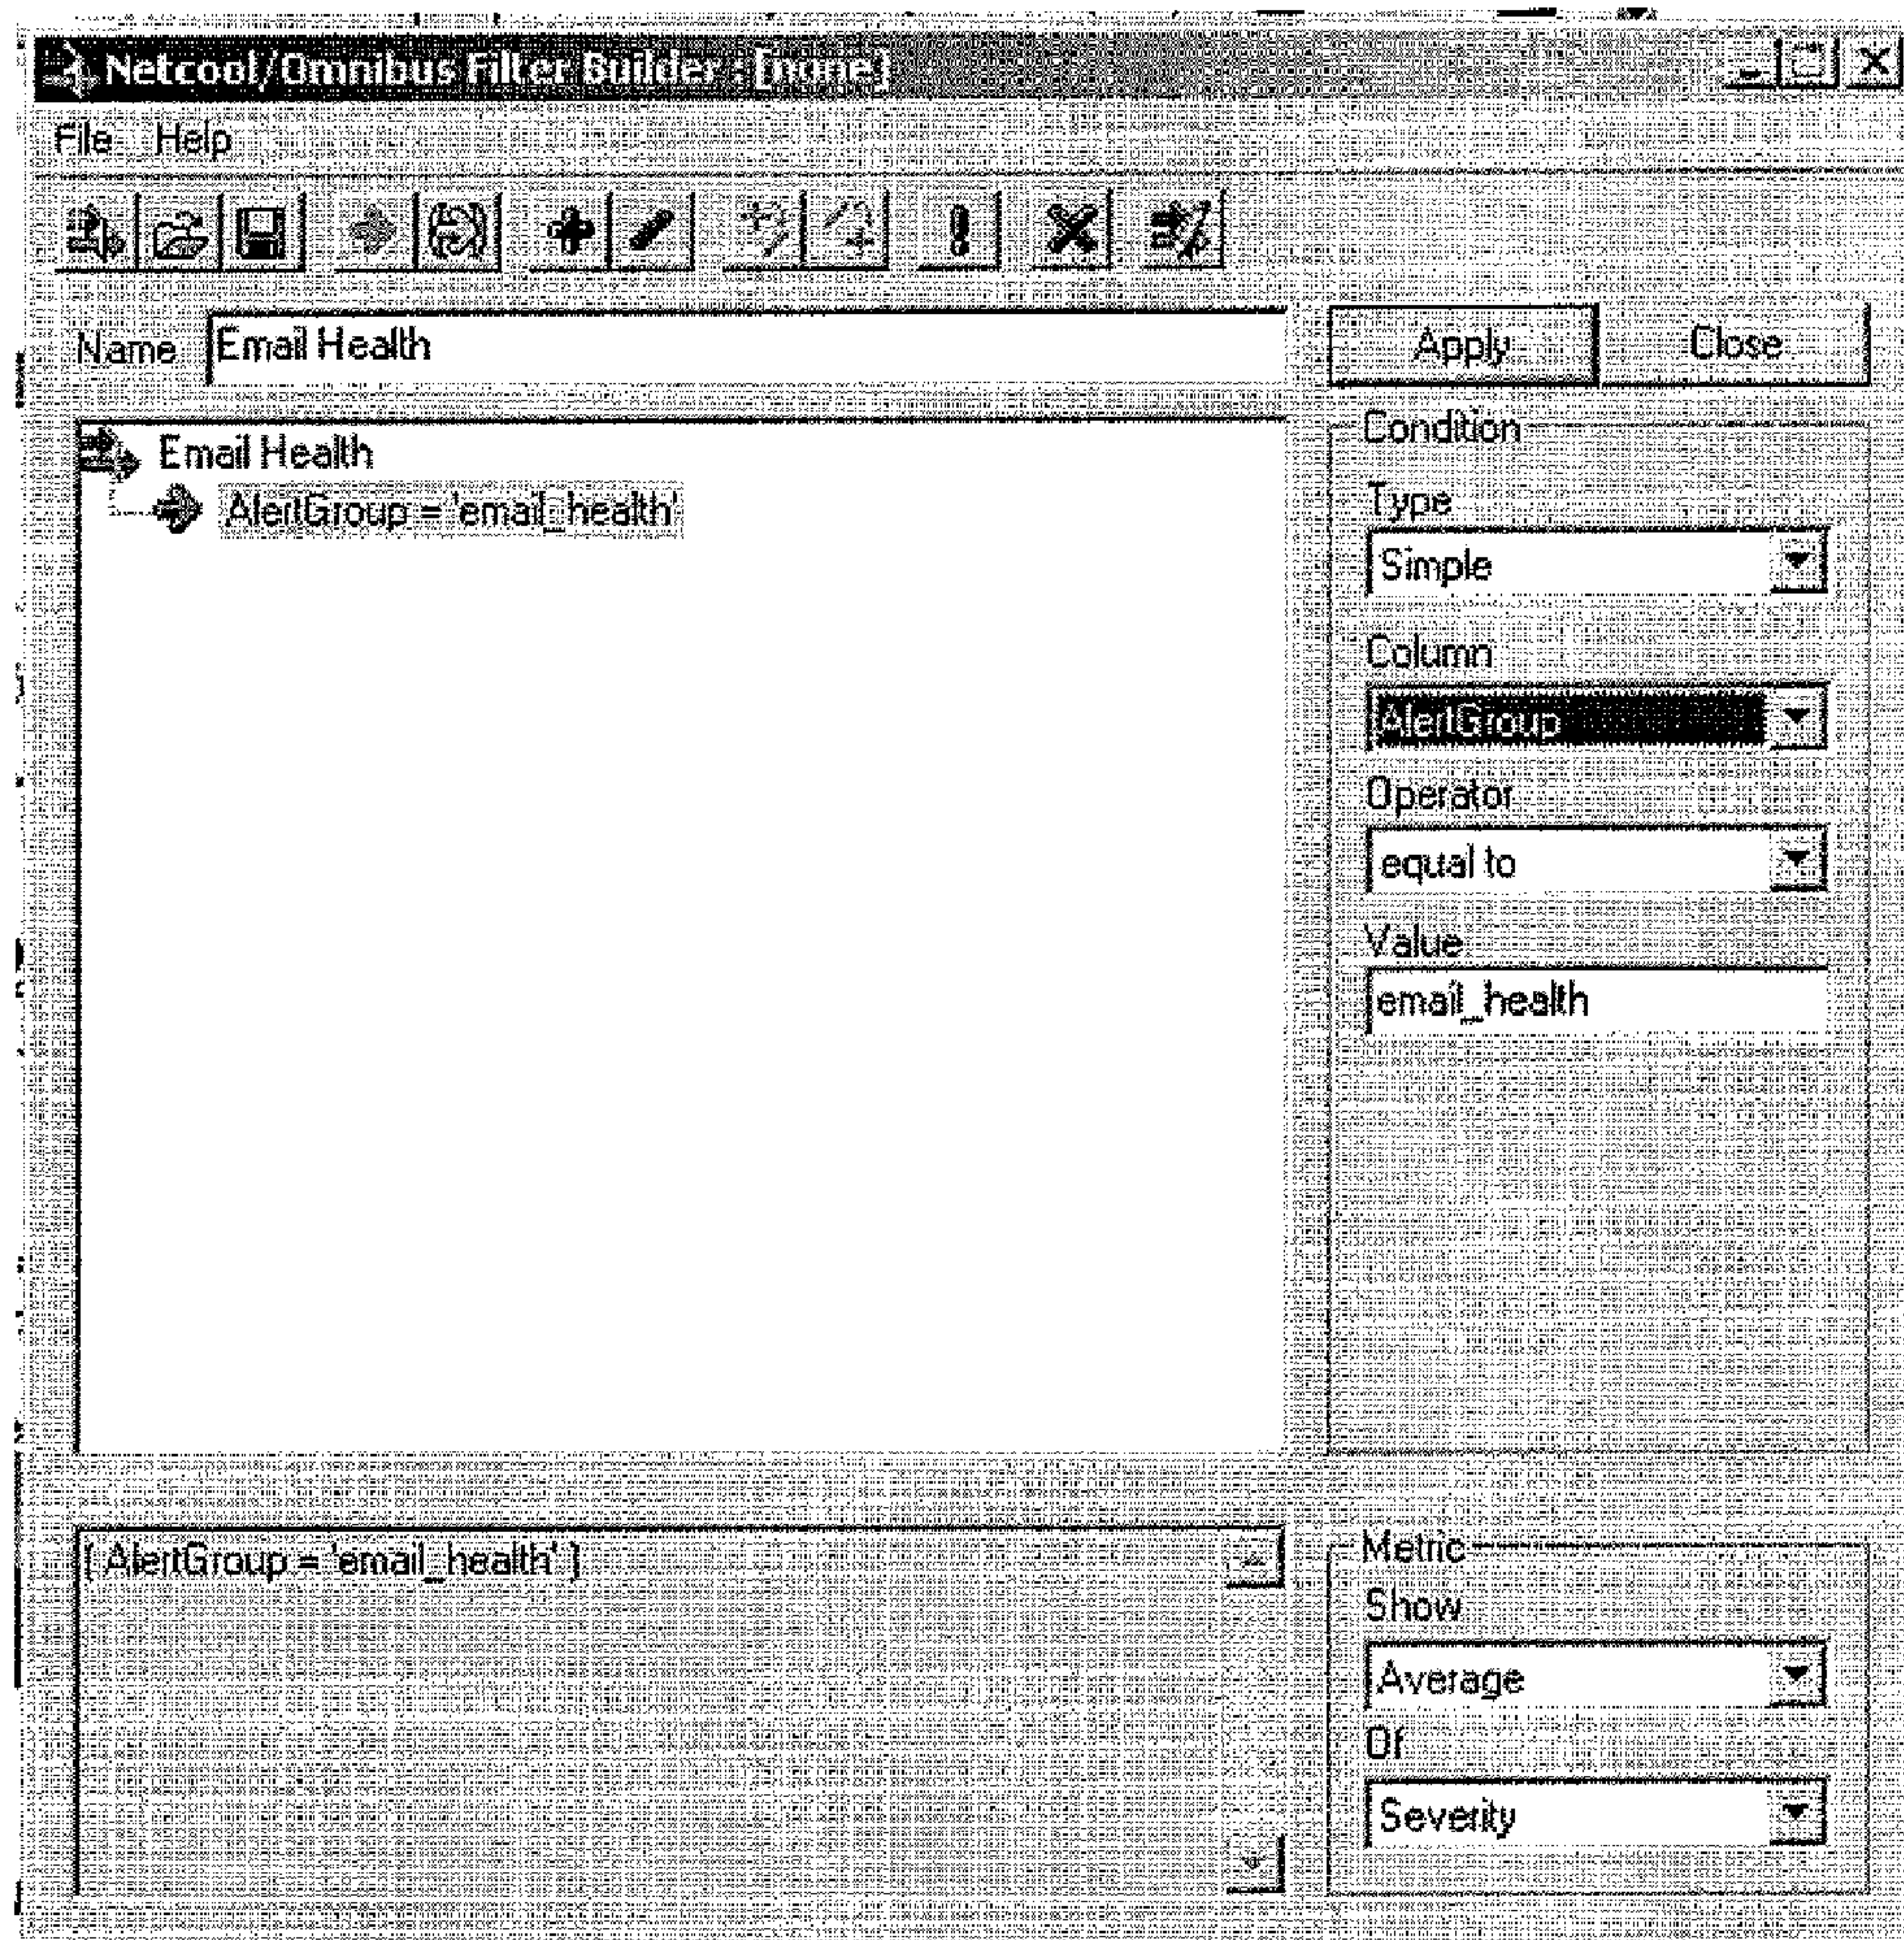 Netcool/Omnibus Filter Builder : [none]
File Help
Name Email Health
Apply Close
Email Health
AlertGroup = 'email_health'
Condition
Type
Simple
Column
AlertGroup
Operator
equal to
Value
email_health
( AlertGroup = 'email_health' )
Metric
Show
Average
Of
Severity